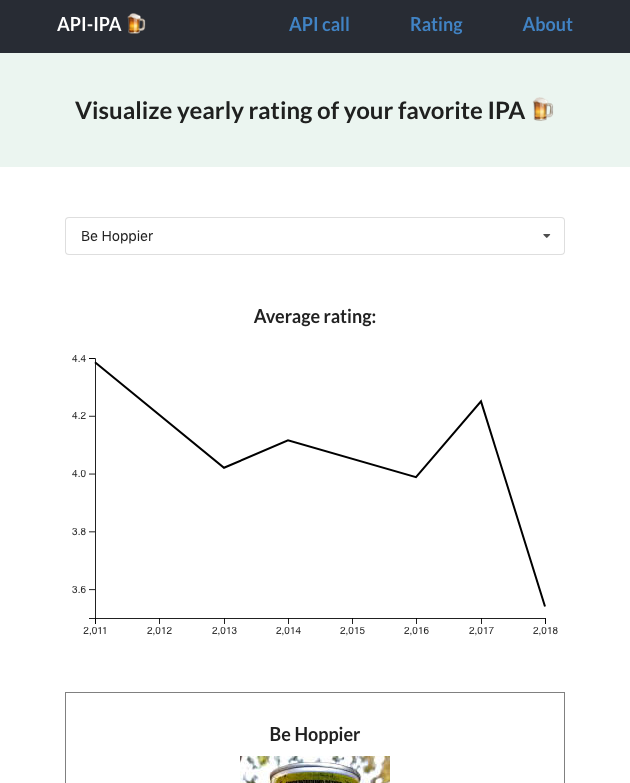 API-IPA 🍺 API call Rating About
Visualize yearly rating of your favorite IPA 🍺
Be Hoppier
Average rating:
4.4
4.2
4.0
3.8
3.6
2,011 2,012 2,013 2,014 2,015 2,016 2,017 2,018
Be Hoppier